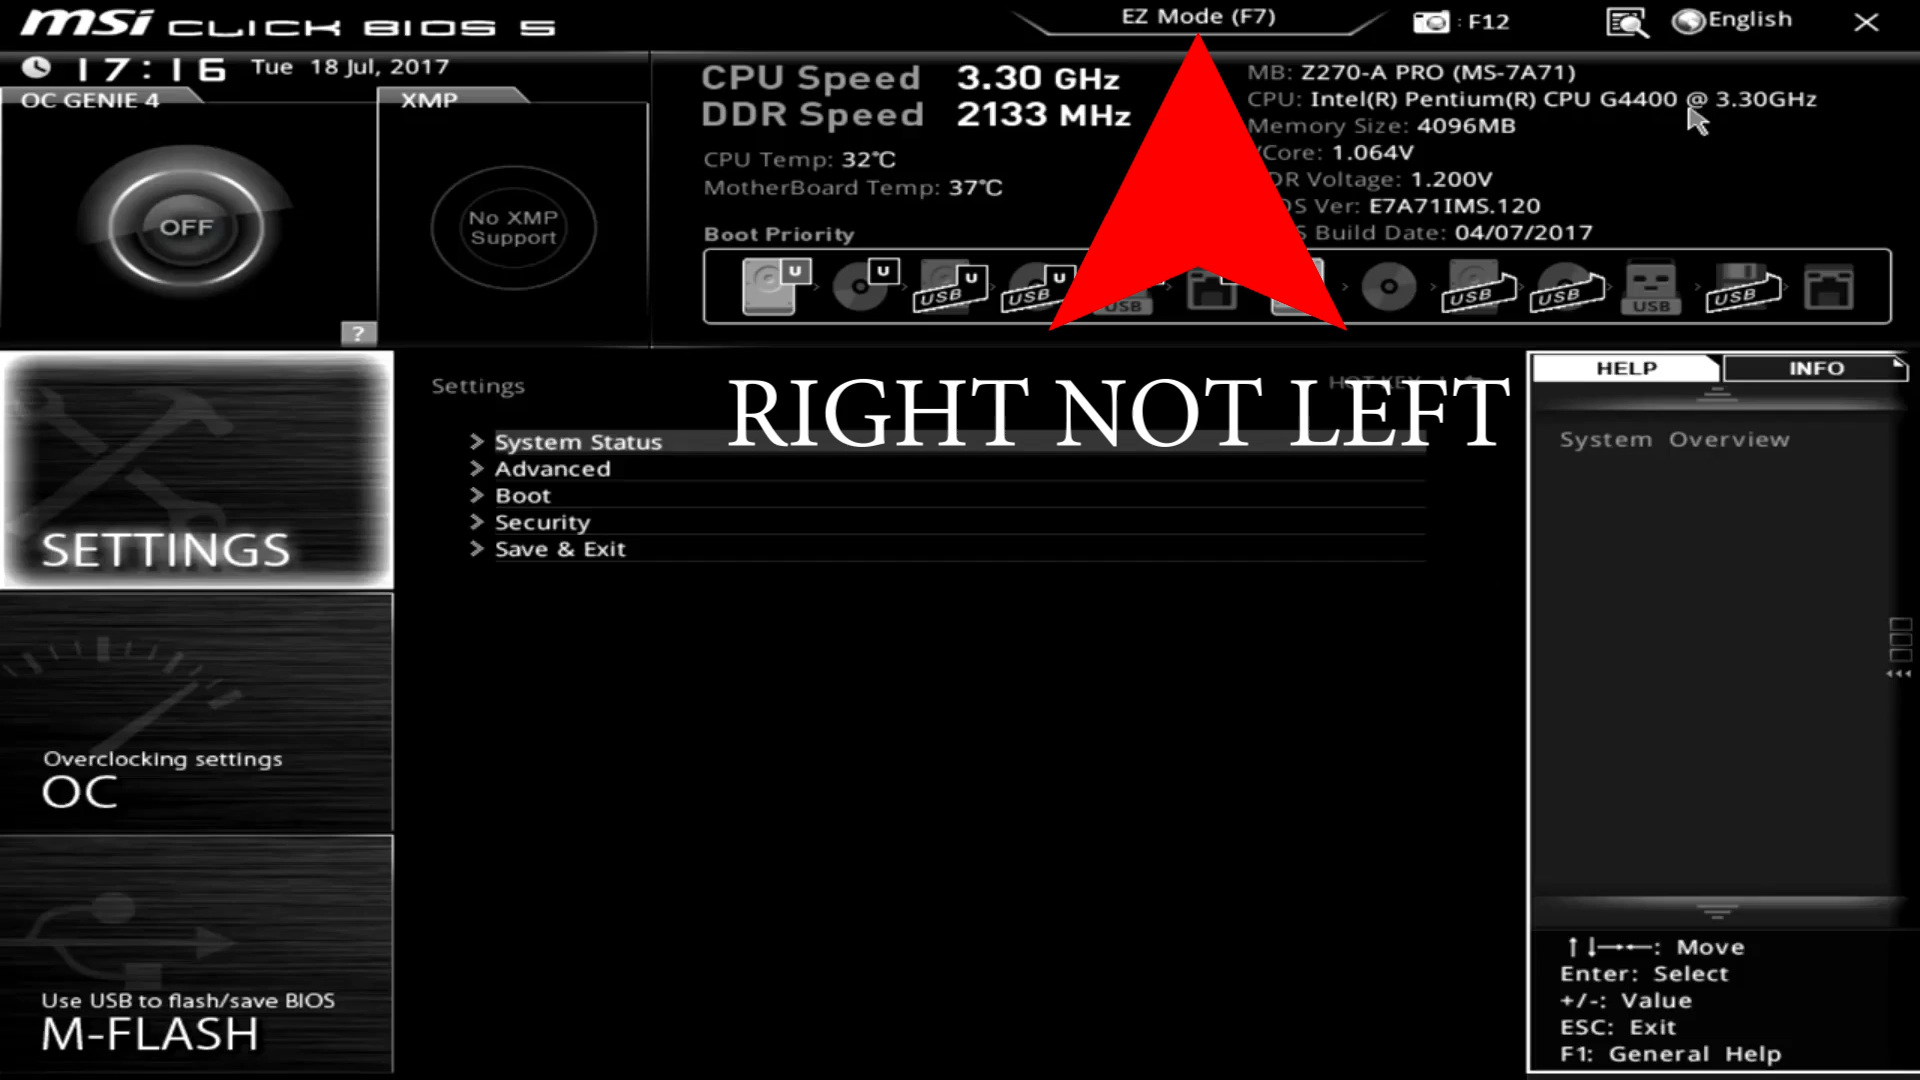 msi CLICK BIOS 5
EZ Mode (F7)
: F12
English
17:16 Tue 18 Jul, 2017
OC GENIE 4
OFF
?
XMP
No XMP
Support
CPU Speed 3.30 GHz
DDR Speed 2133 MHz
CPU Temp: 32°C
MotherBoard Temp: 37°C
MB: Z270-A PRO (MS-7A71)
CPU: Intel(R) Pentium(R) CPU G4400 @ 3.30GHz
Memory Size: 4096MB
Core: 1.064V
Voltage: 1.200V
Ver: E7A71IMS.120
Build Date: 04/07/2017
Boot Priority
U U USB U USB U USB USB USB USB USB
SETTINGS
Overclocking settings
OC
Use USB to flash/save BIOS
M-FLASH
Settings
HOT KEY
RIGHT NOT LEFT
> System Status
> Advanced
> Boot
> Security
> Save & Exit
HELP
INFO
System Overview
↑↓→←: Move
Enter: Select
+/-: Value
ESC: Exit
F1: General Help